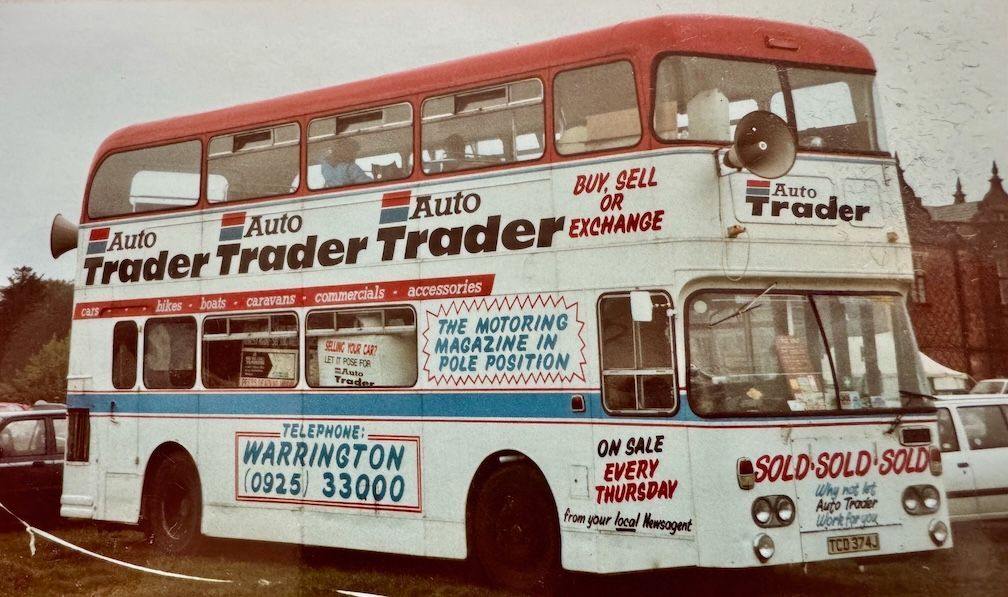 Auto
Trader
Auto
Trader
Auto
Trader
BUY, SELL
OR
EXCHANGE
Auto
Trader
cars - bikes - boats - caravans - commercials - accessories
THE MOTORING
MAGAZINE IN
POLE POSITION
SELLING YOUR CAR?
LET IT POSE FOR
Auto
Trader
TELEPHONE:
WARRINGTON
(0925) 33000
ON SALE
EVERY
THURSDAY
from your local Newsagent
SOLD·SOLD·SOLD
Why not let
Auto Trader
Work for you
TCD 374J